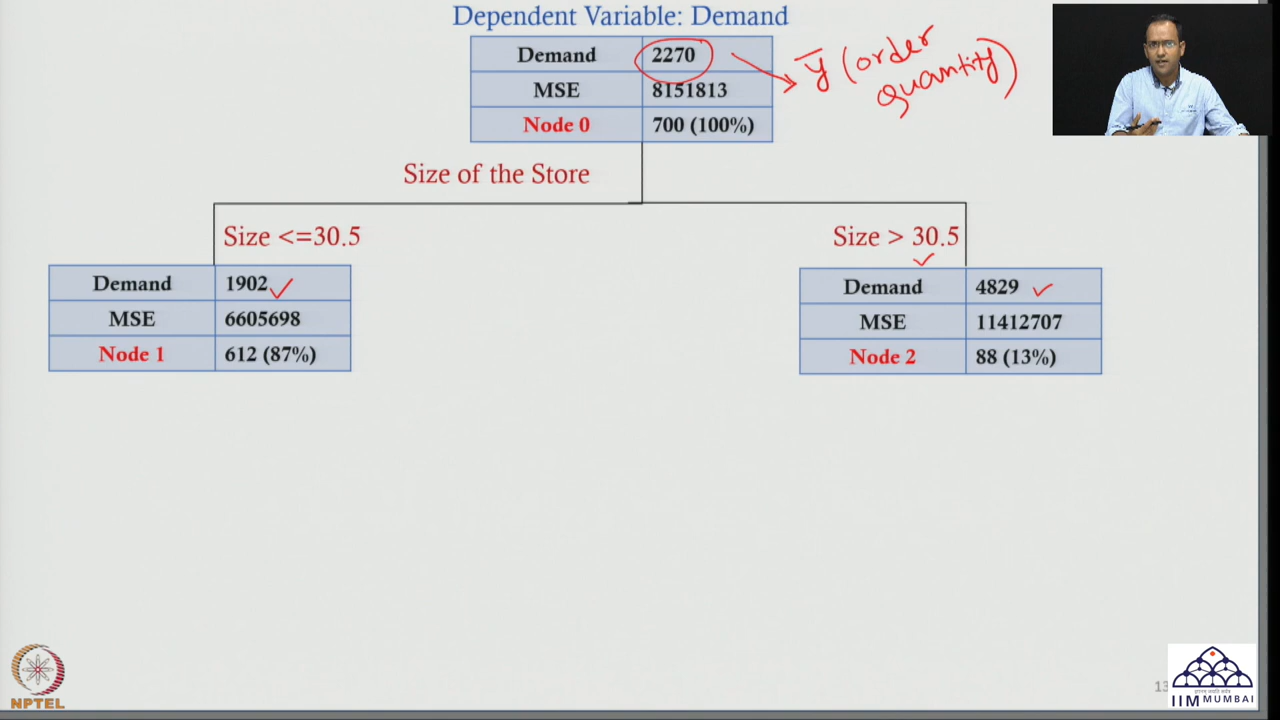 Dependent Variable: Demand
Demand 2270
MSE 8151813
Node 0 700 (100%)
y̅ (order
quantity)
Size of the Store
Size <=30.5
Size > 30.5
Demand 1902
MSE 6605698
Node 1 612 (87%)
Demand 4829
MSE 11412707
Node 2 88 (13%)
NPTEL
13
IIM MUMBAI